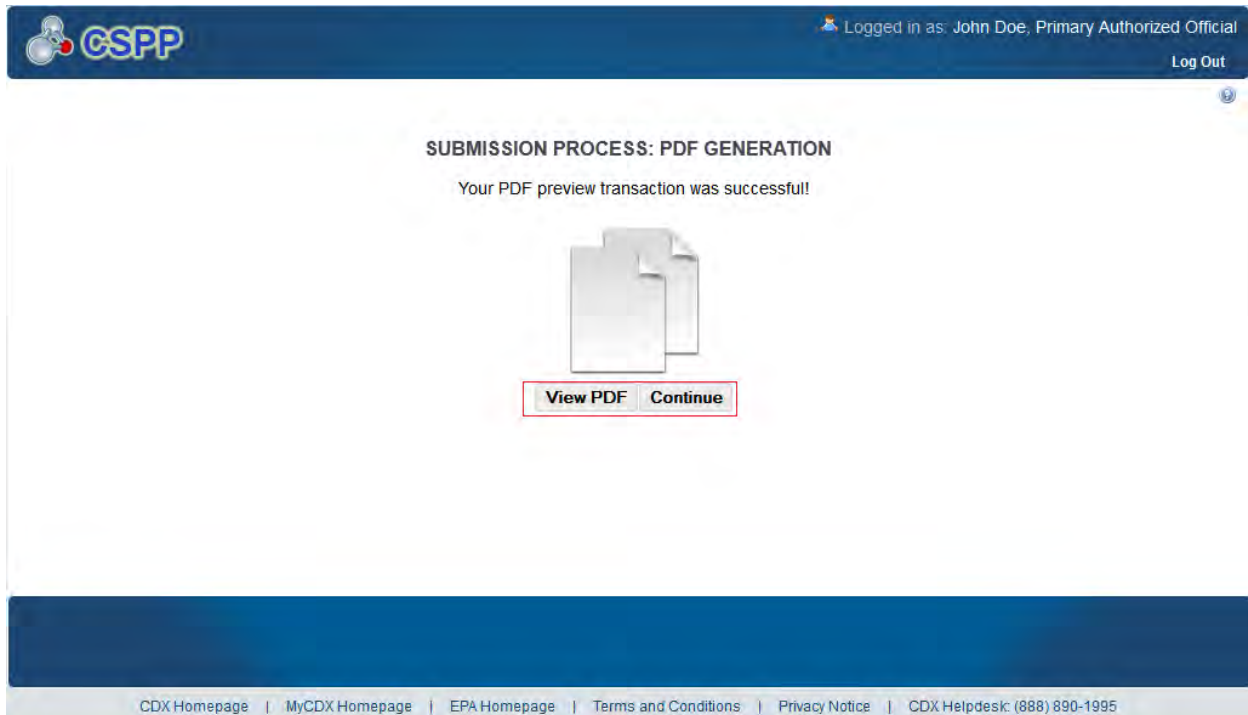 CSPP
Logged in as: John Doe, Primary Authorized Official
Log Out
SUBMISSION PROCESS: PDF GENERATION
Your PDF preview transaction was successful!
View PDF Continue
CDX Homepage | MyCDX Homepage | EPA Homepage | Terms and Conditions | Privacy Notice | CDX Helpdesk: (888) 890-1995